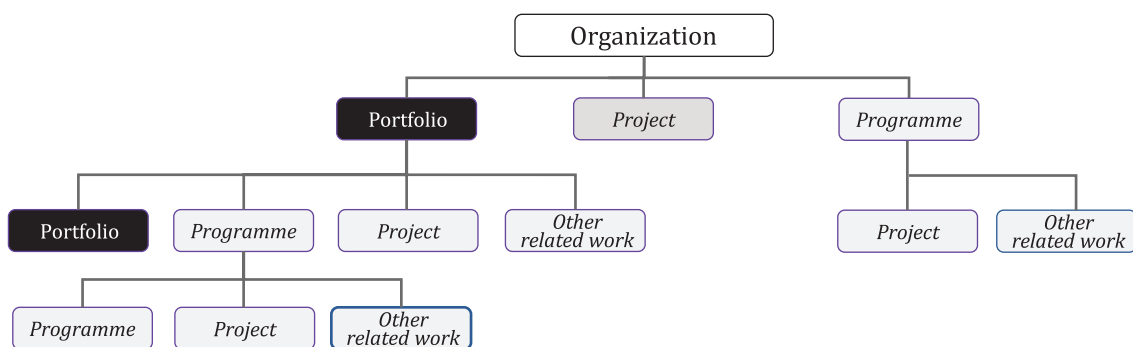 Organization
Portfolio
Project
Programme
Portfolio
Programme
Project
Other
related work
Project
Other
related work
Programme
Project
Other
related work